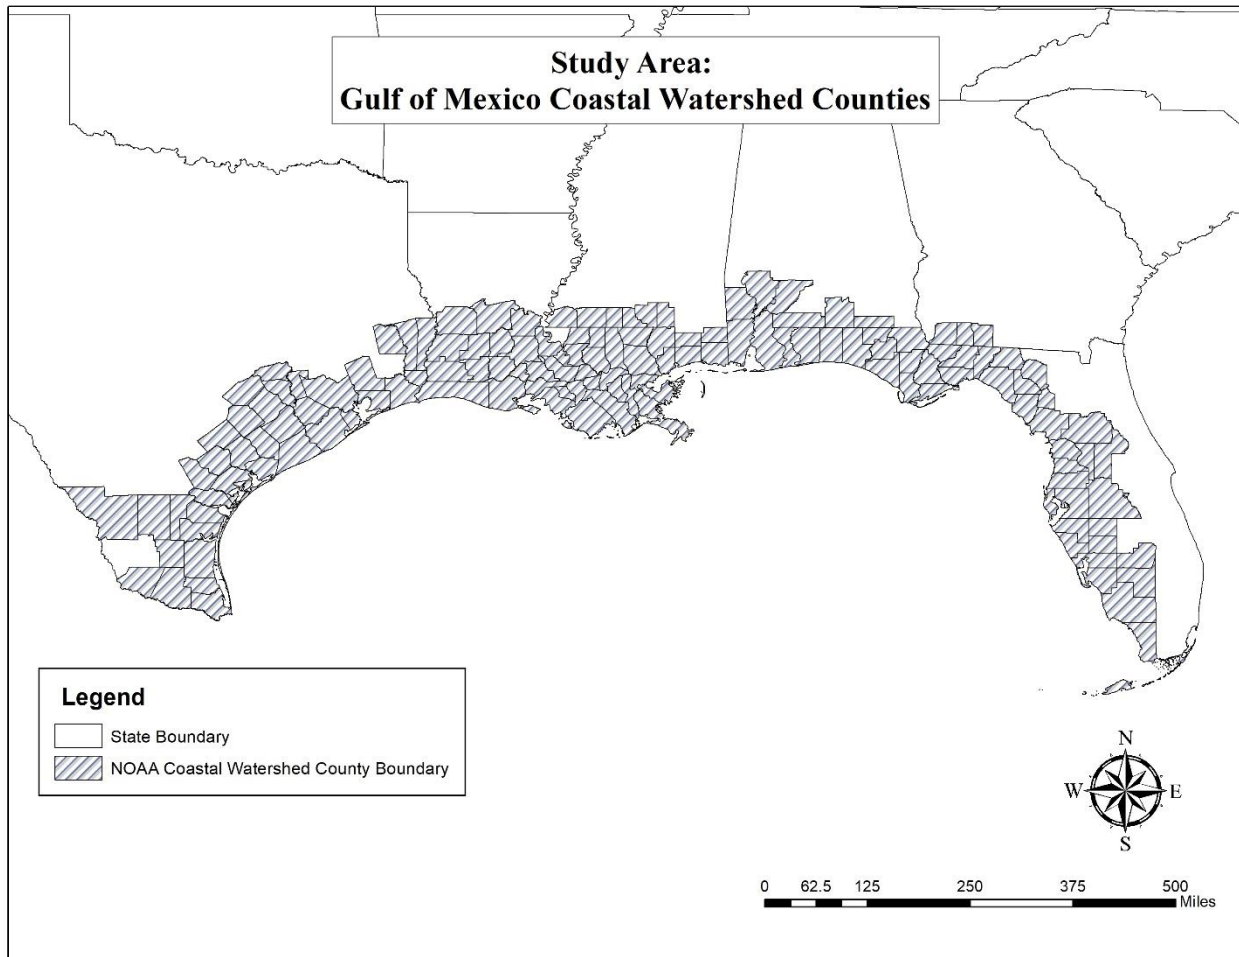 Study Area:
Gulf of Mexico Coastal Watershed Counties
Legend
State Boundary
NOAA Coastal Watershed County Boundary
N
W E
S
0 62.5 125 250 375 500
Miles